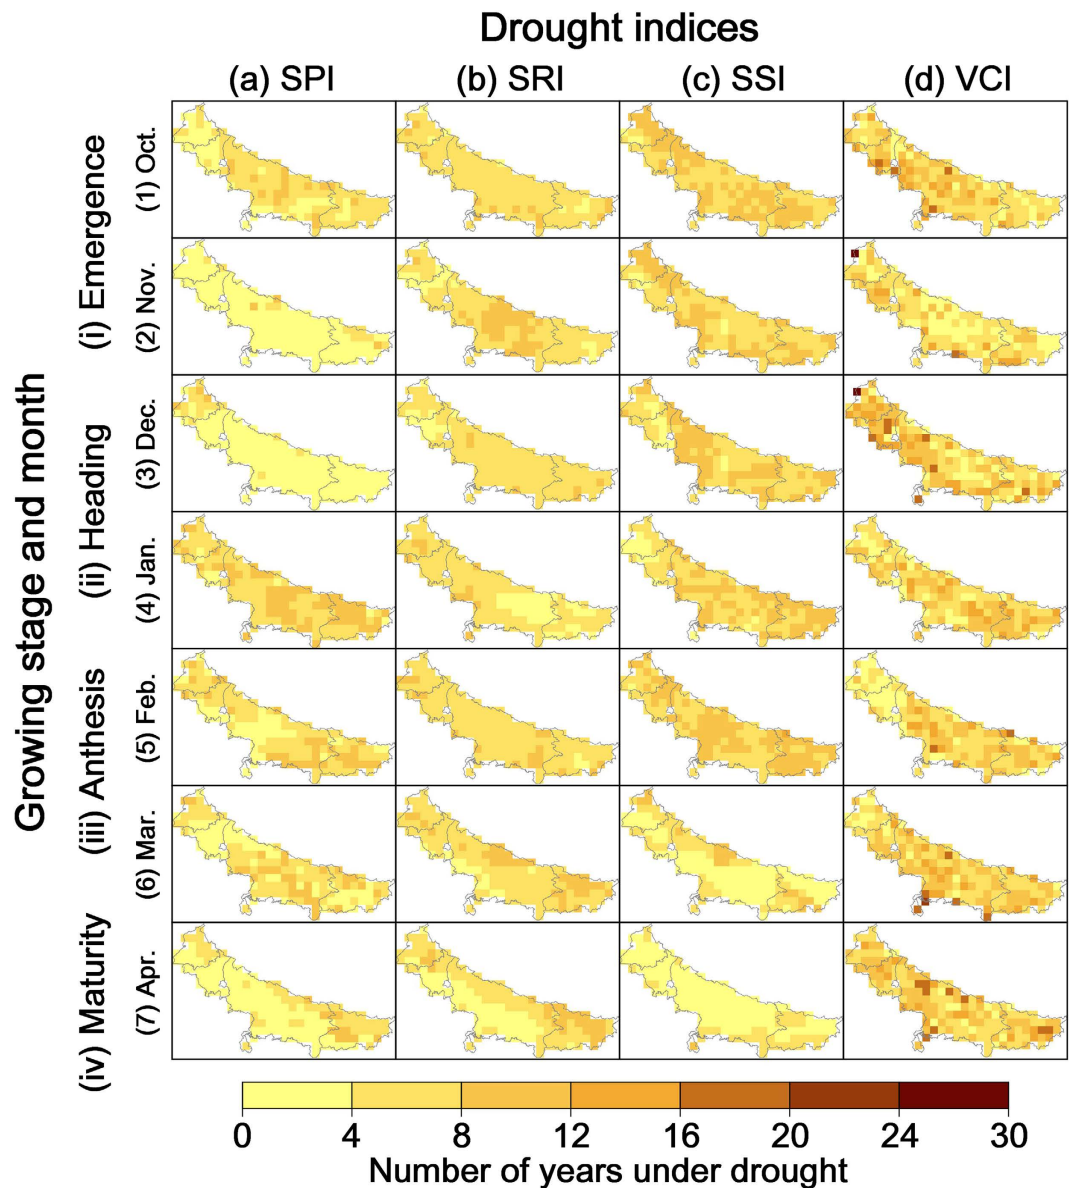 Drought indices
(a) SPI (b) SRI (c) SSI (d) VCI
Growing stage and month
(i) Emergence
(ii) Heading
(iii) Anthesis
(iv) Maturity
(1) Oct.
(2) Nov.
(3) Dec.
(4) Jan.
(5) Feb.
(6) Mar.
(7) Apr.
0 4 8 12 16 20 24 30
Number of years under drought